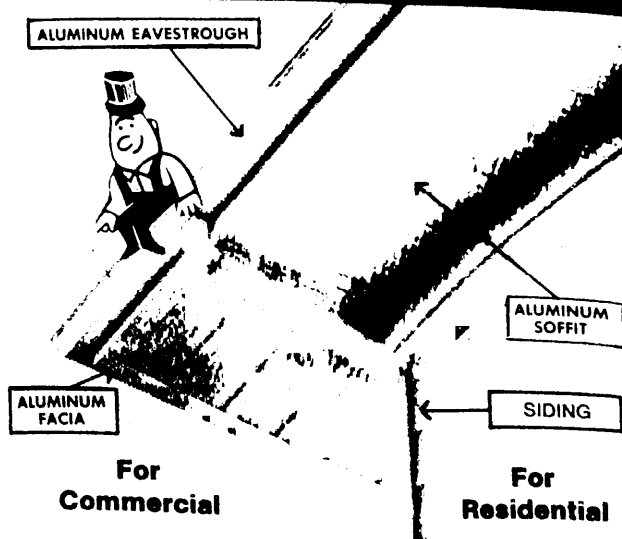 ALUMINUM EAVESTROUGH
ALUMINUM
SOFFIT
ALUMINUM
FACIA
SIDING
For
Commercial
For
Residential